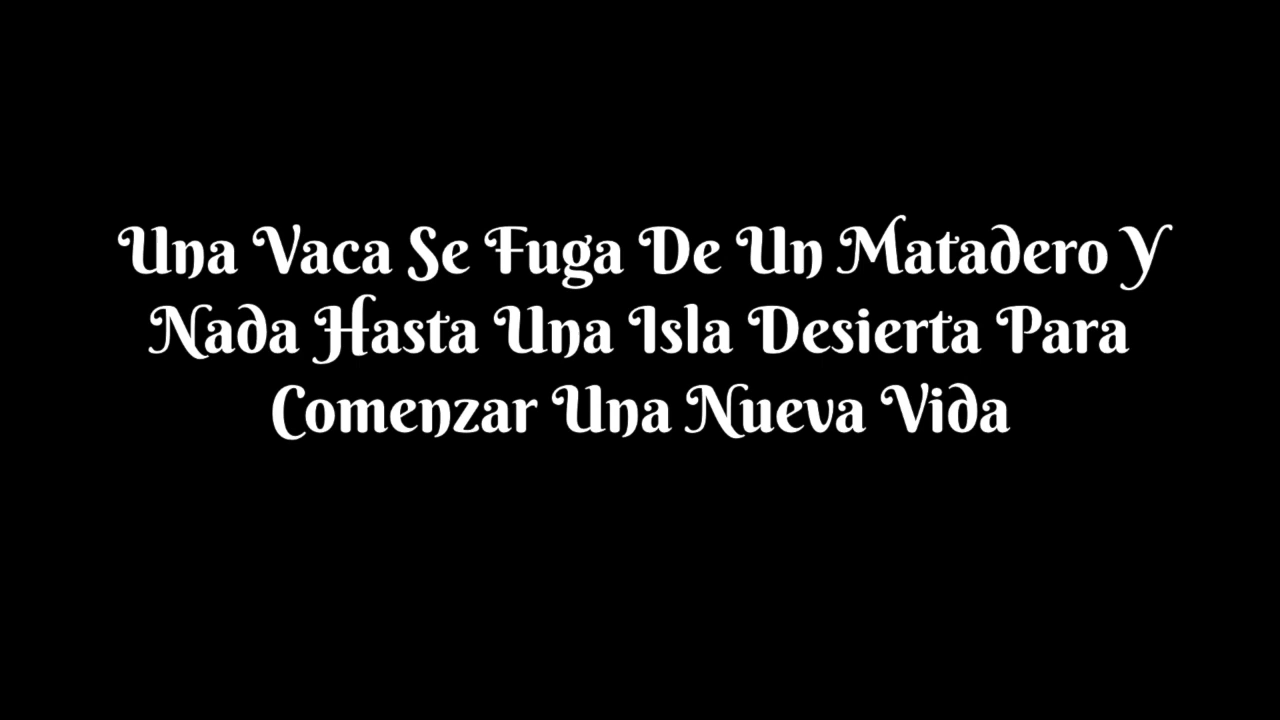 Una Vaca Se Fuga De Un Matadero Y
Nada Hasta Una Isla Desierta Para
Comenzar Una Nueva Vida